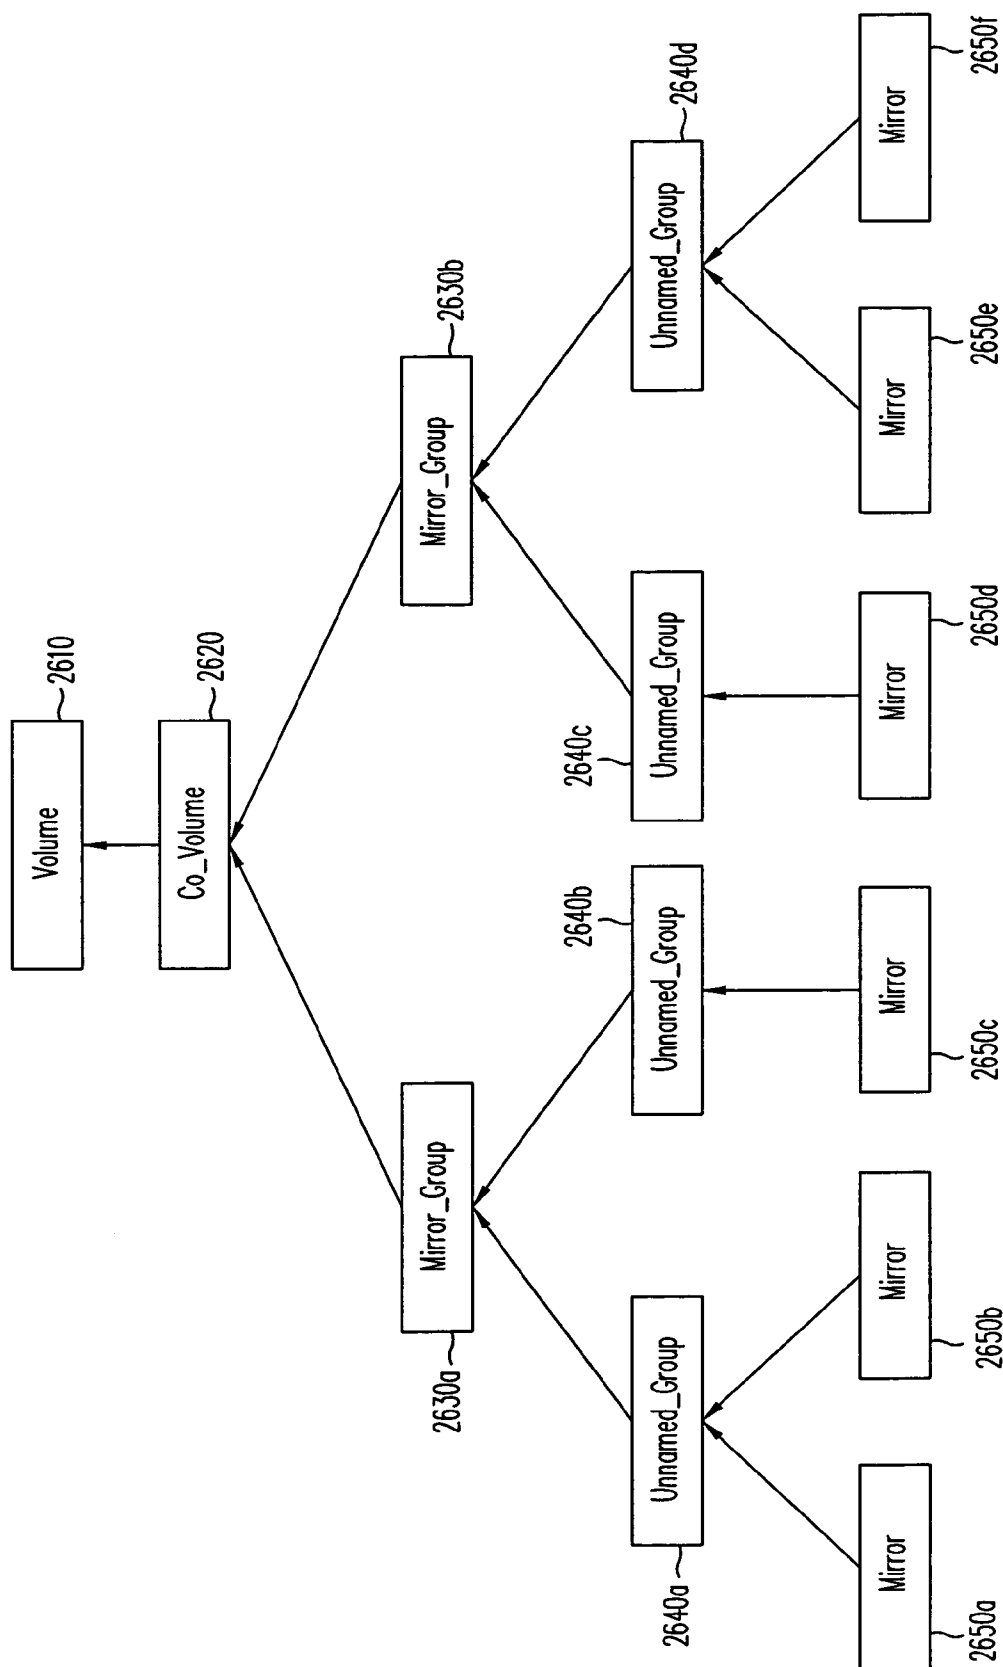 Volume
2610
Co_Volume
2620
Mirror_Group
2630a
Mirror_Group
2630b
Unnamed_Group
2640a
Unnamed_Group
2640b
Unnamed_Group
2640c
Unnamed_Group
2640d
Mirror
2650a
Mirror
2650b
Mirror
2650c
Mirror
2650d
Mirror
2650e
Mirror
2650f